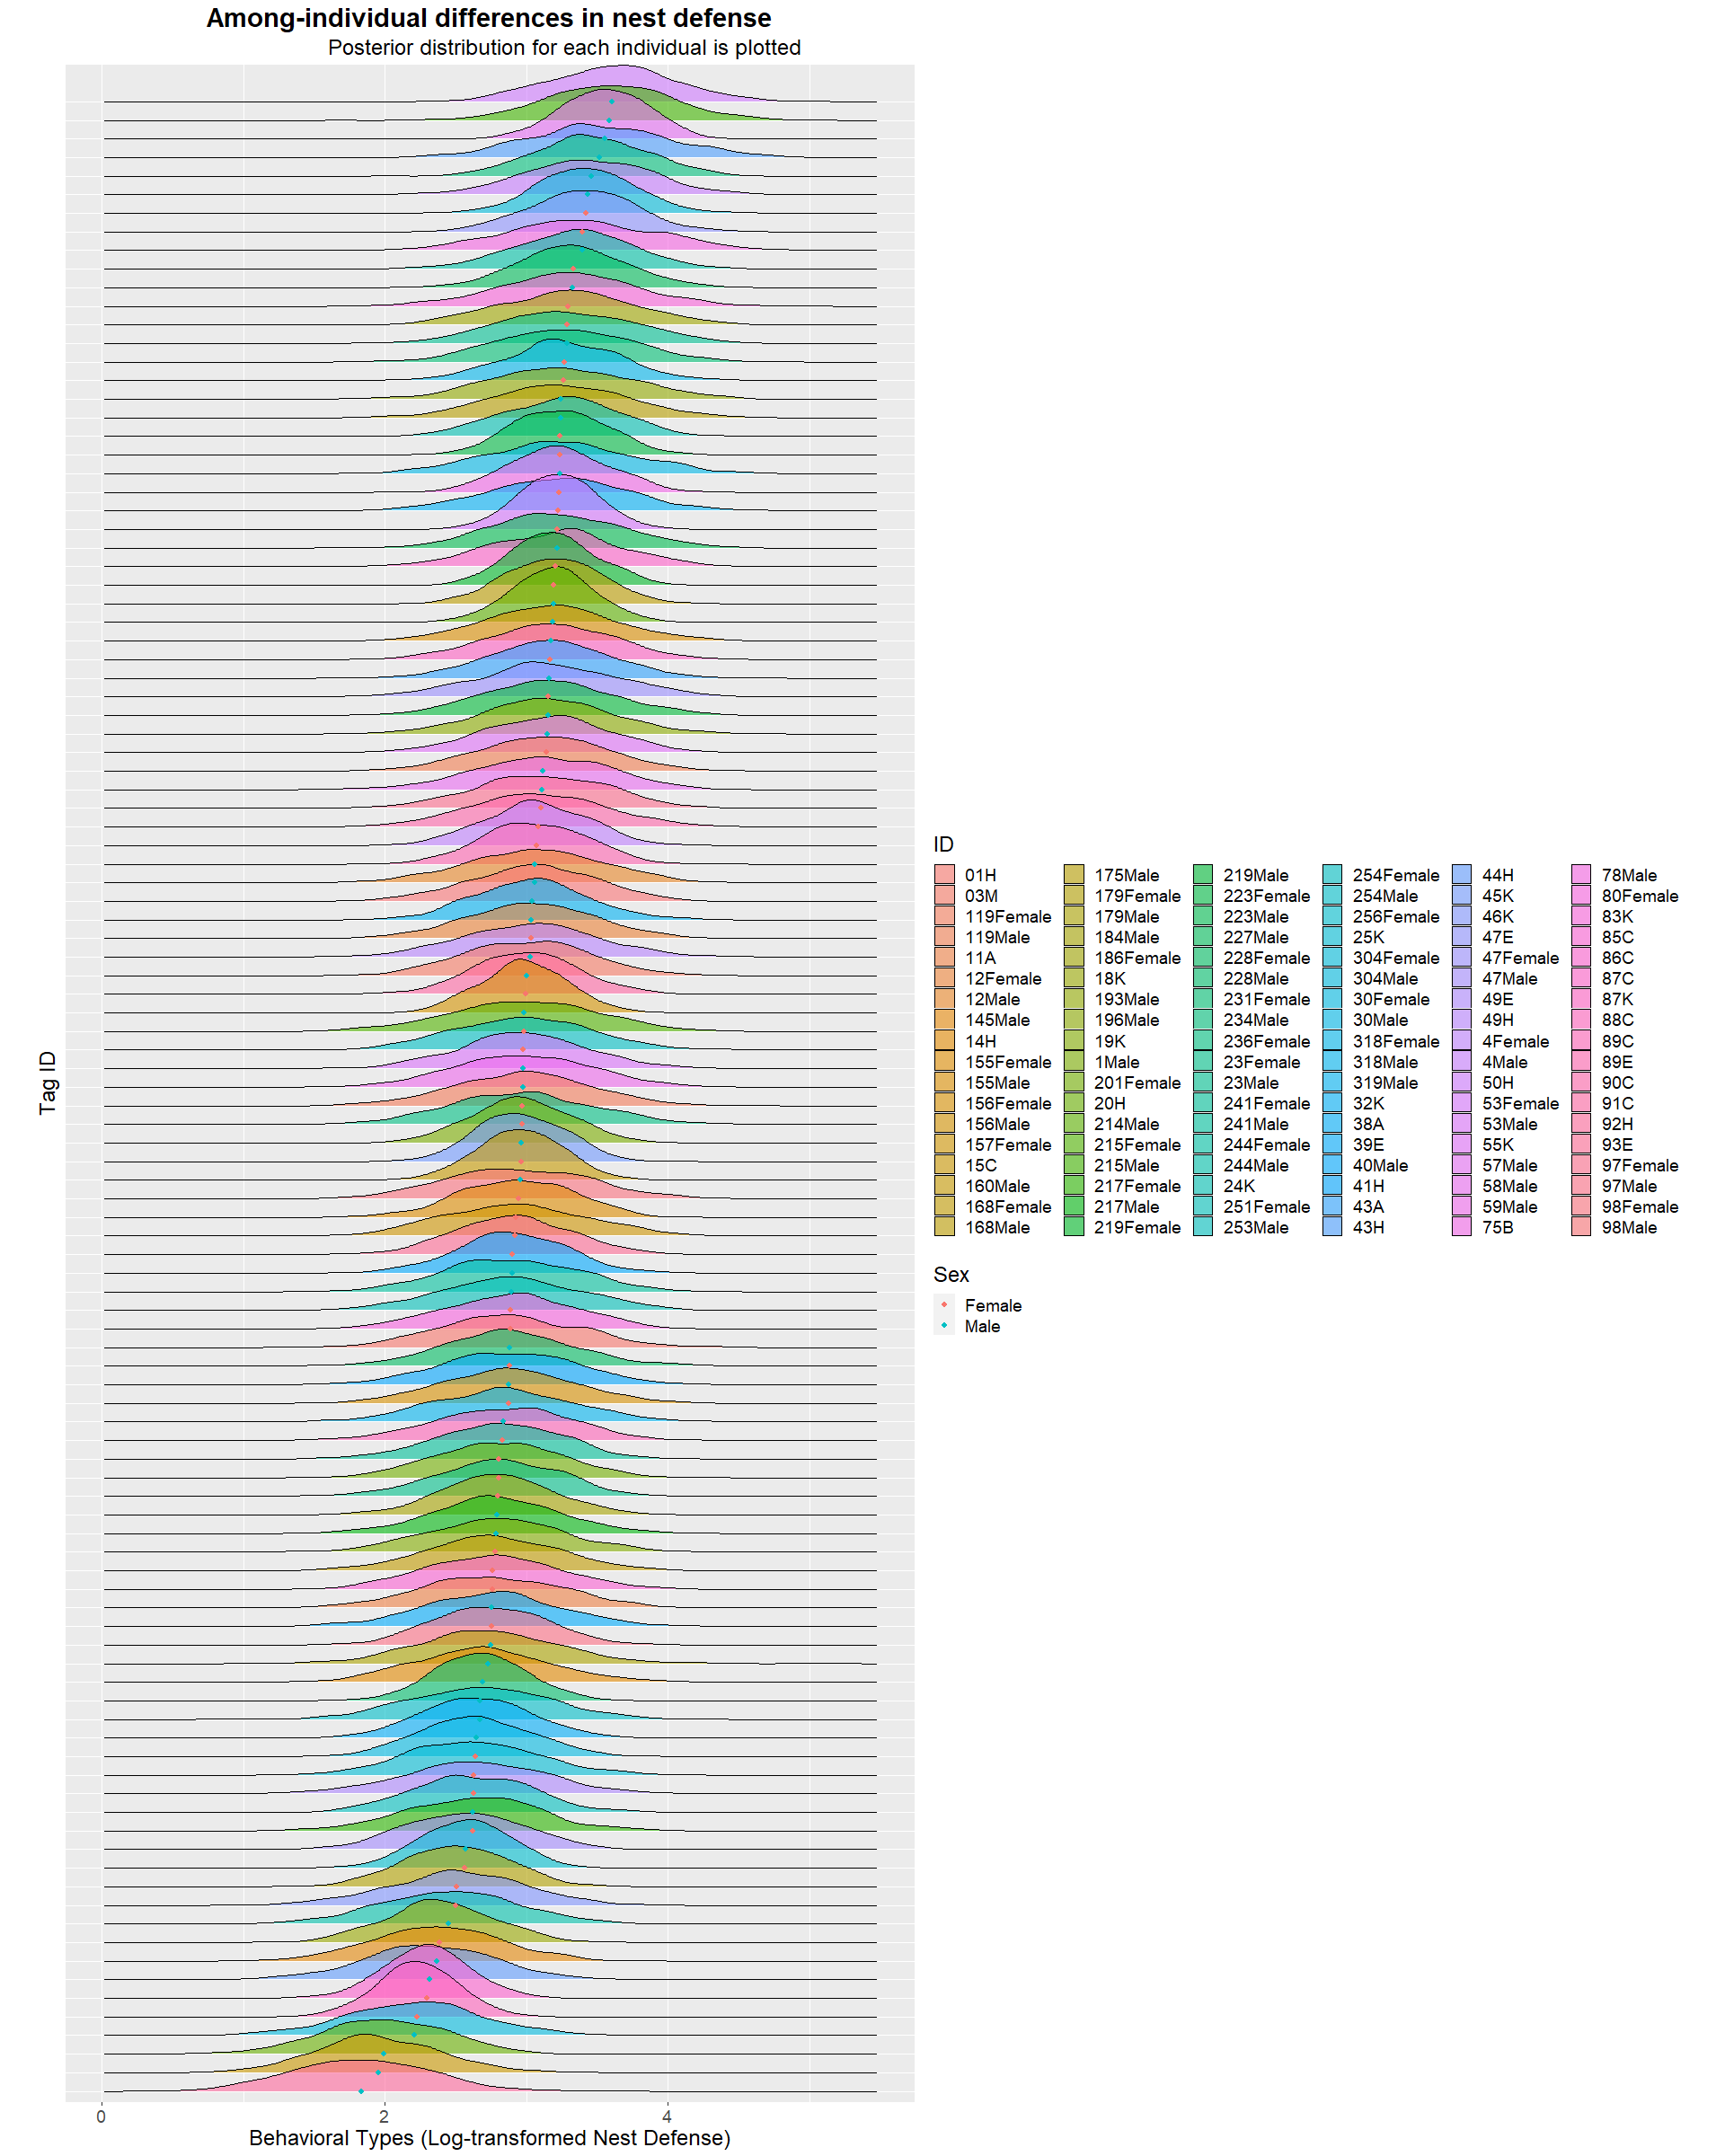 Among-individual differences in nest defense
Posterior distribution for each individual is plotted
Tag ID
0 2 4
Behavioral Types (Log-transformed Nest Defense)
ID
01H 175Male 219Male 254Female 44H 78Male
03M 179Female 223Female 254Male 45K 80Female
119Female 179Male 223Male 256Female 46K 83K
119Male 184Male 227Male 25K 47E 85C
11A 186Female 228Female 304Female 47Female 86C
12Female 18K 228Male 304Male 47Male 87C
12Male 193Male 231Female 30Female 49E 87K
145Male 196Male 234Male 30Male 49H 88C
14H 19K 236Female 318Female 4Female 89C
155Female 1Male 23Female 318Male 4Male 89E
155Male 201Female 23Male 319Male 50H 90C
156Female 20H 241Female 32K 53Female 91C
156Male 214Male 241Male 38A 53Male 92H
157Female 215Female 244Female 39E 55K 93E
15C 215Male 244Male 40Male 57Male 97Female
160Male 217Female 24K 41H 58Male 97Male
168Female 217Male 251Female 43A 59Male 98Female
168Male 219Female 253Male 43H 75B 98Male
Sex
Female
Male